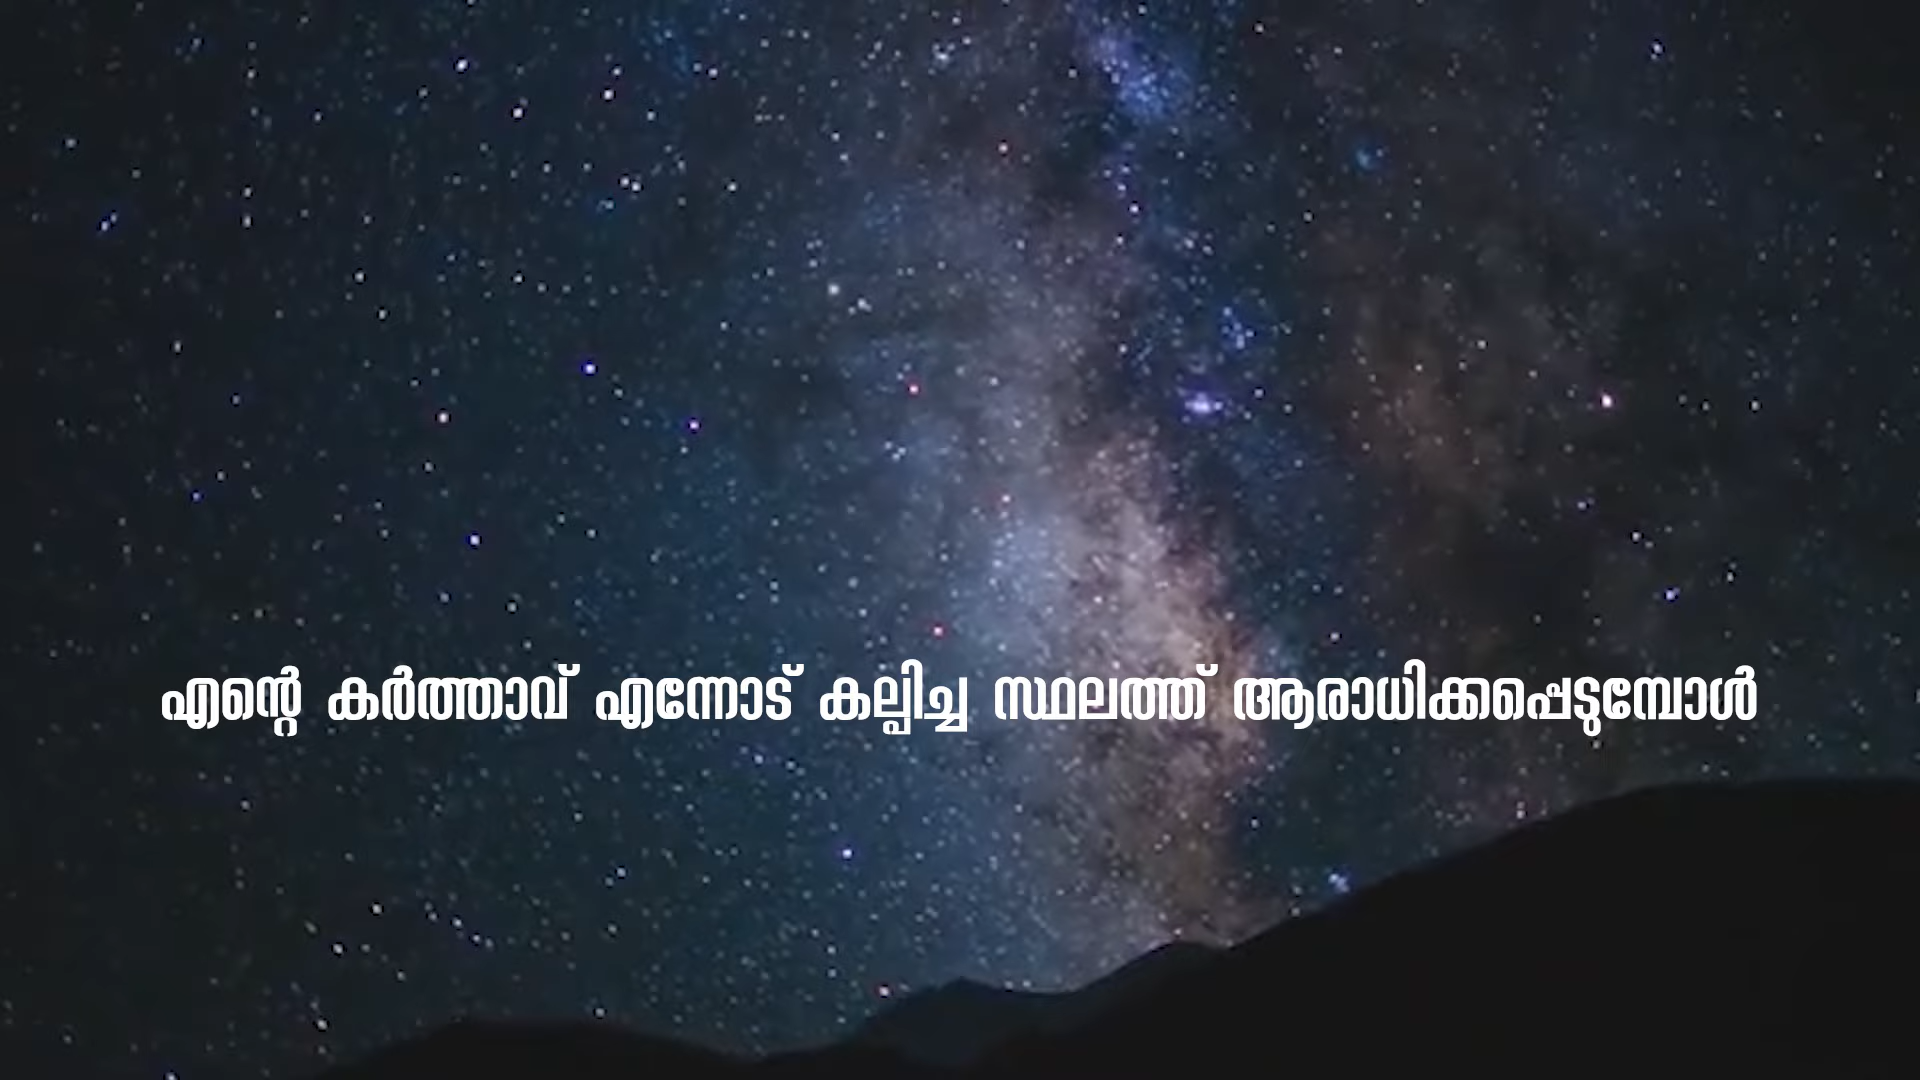 എന്റെ കർത്താവ് എന്നോട് കല്പിച്ച സ്ഥലത്ത് ആരാധിക്കപ്പെടുമ്പോൾ